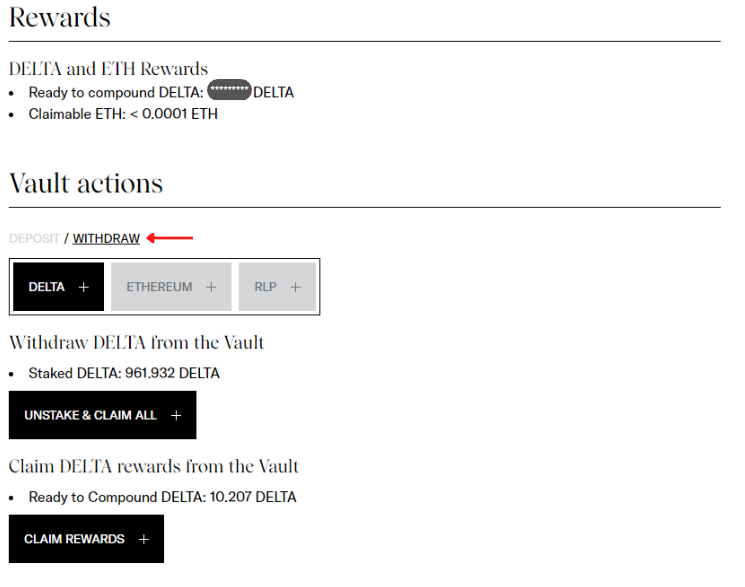 Rewards
DELTA and ETH Rewards
• Ready to compound DELTA: ********* DELTA
• Claimable ETH: < 0.0001 ETH
Vault actions
DEPOSIT / WITHDRAW
DELTA + ETHEREUM + RLP +
Withdraw DELTA from the Vault
• Staked DELTA: 961.932 DELTA
UNSTAKE & CLAIM ALL +
Claim DELTA rewards from the Vault
• Ready to Compound DELTA: 10.207 DELTA
CLAIM REWARDS +